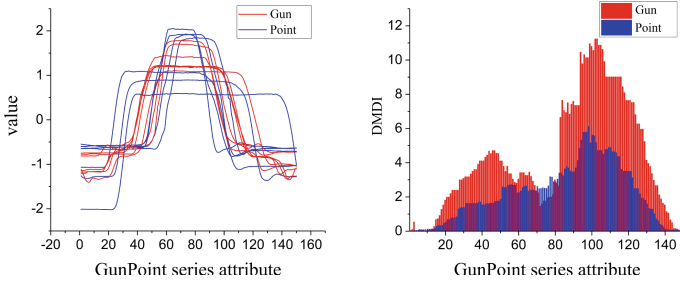 Gun
Point
value
2
1
0
-1
-2
-20 0 20 40 60 80 100 120 140 160
GunPoint series attribute
Gun
Point
DMDI
12
10
8
6
4
2
0
20 40 60 80 100 120 140
GunPoint series attribute